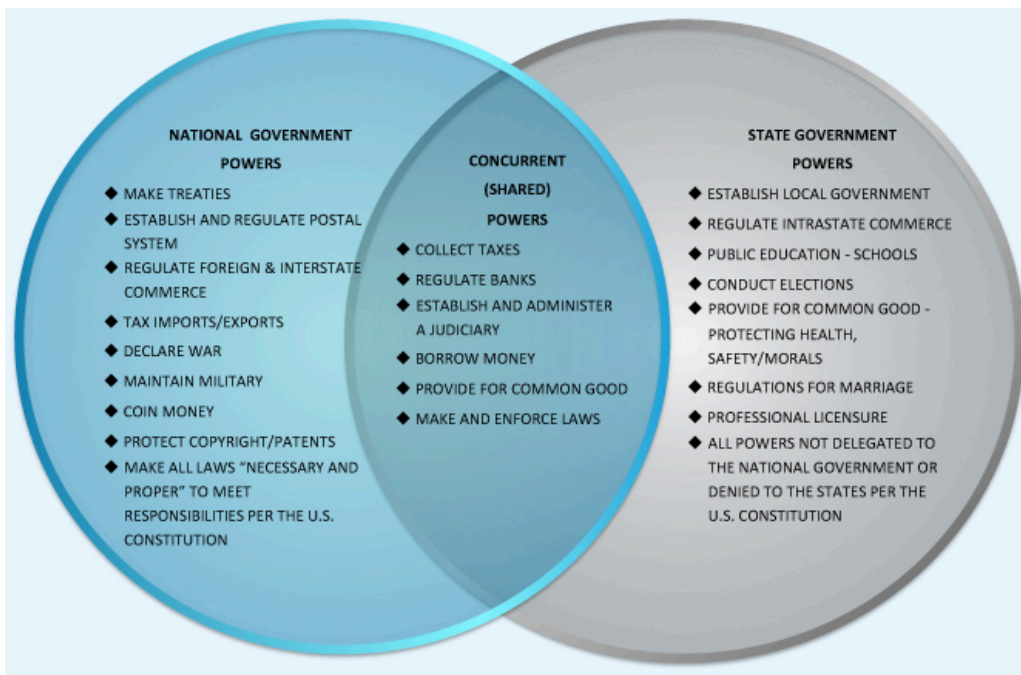 NATIONAL GOVERNMENT
POWERS
◆ MAKE TREATIES
◆ ESTABLISH AND REGULATE POSTAL
SYSTEM
◆ REGULATE FOREIGN & INTERSTATE
COMMERCE
◆ TAX IMPORTS/EXPORTS
◆ DECLARE WAR
◆ MAINTAIN MILITARY
◆ COIN MONEY
◆ PROTECT COPYRIGHT/PATENTS
◆ MAKE ALL LAWS “NECESSARY AND
PROPER” TO MEET
RESPONSIBILITIES PER THE U.S.
CONSTITUTION
CONCURRENT
(SHARED)
POWERS
◆ COLLECT TAXES
◆ REGULATE BANKS
◆ ESTABLISH AND ADMINISTER
A JUDICIARY
◆ BORROW MONEY
◆ PROVIDE FOR COMMON GOOD
◆ MAKE AND ENFORCE LAWS
STATE GOVERNMENT
POWERS
◆ ESTABLISH LOCAL GOVERNMENT
◆ REGULATE INTRASTATE COMMERCE
◆ PUBLIC EDUCATION - SCHOOLS
◆ CONDUCT ELECTIONS
◆ PROVIDE FOR COMMON GOOD -
PROTECTING HEALTH,
SAFETY/MORALS
◆ REGULATIONS FOR MARRIAGE
◆ PROFESSIONAL LICENSURE
◆ ALL POWERS NOT DELEGATED TO
THE NATIONAL GOVERNMENT OR
DENIED TO THE STATES PER THE
U.S. CONSTITUTION